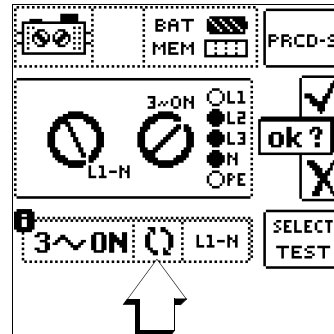 BAT
MEM
PRCD-S
3~ON
L1
L2
L3
N
PE
L1-N
ok ?
3~ON
L1-N
SELECT
TEST